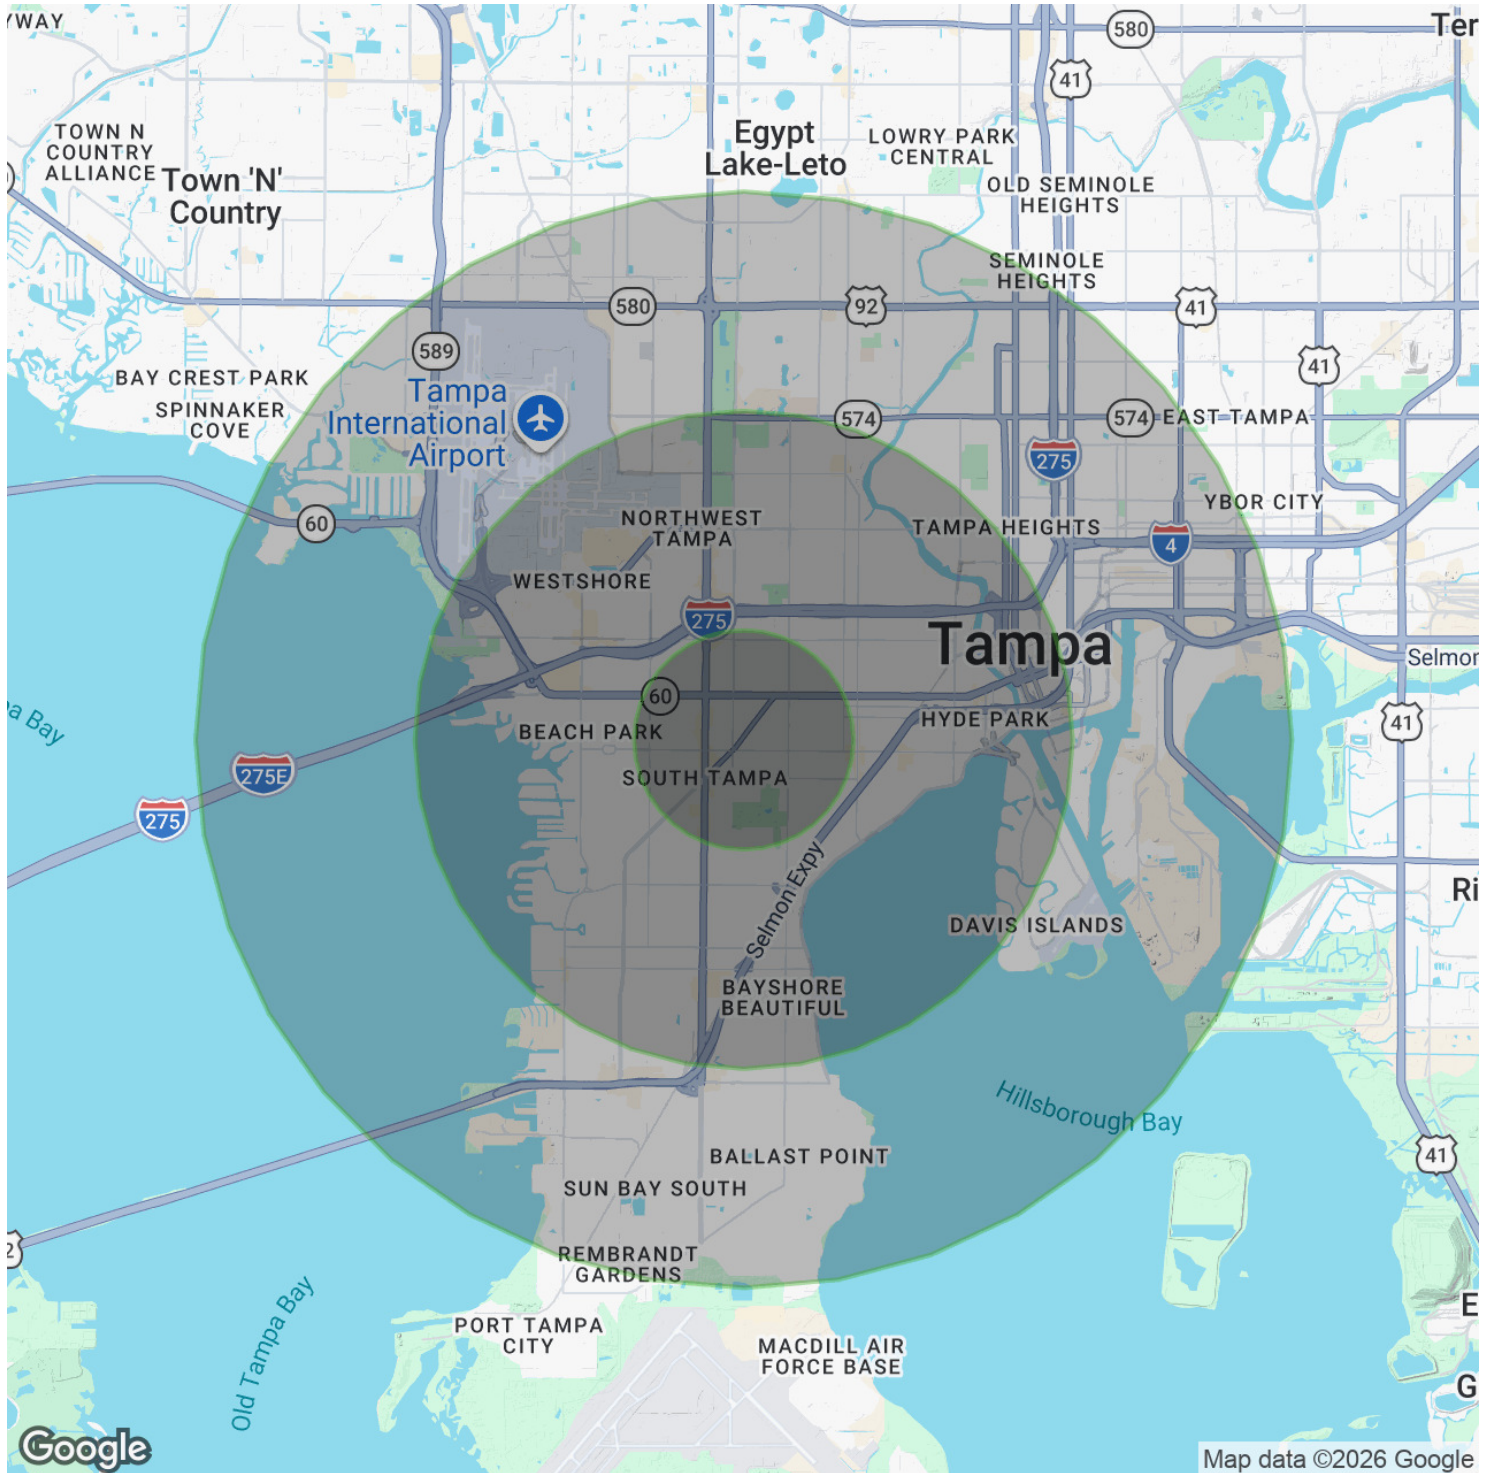 YWAY
580
Ter
41
TOWN N
COUNTRY
ALLIANCE
Town 'N'
Country
Egypt
Lake-Leto
LOWRY PARK
CENTRAL
OLD SEMINOLE
HEIGHTS
SEMINOLE
HEIGHTS
580
92
41
589
41
BAY CREST PARK
SPINNAKER
COVE
Tampa
International
Airport
574
574
EAST TAMPA
275
60
NORTHWEST
TAMPA
TAMPA HEIGHTS
YBOR CITY
4
WESTSHORE
275
Tampa
Selmon
60
a Bay
BEACH PARK
HYDE PARK
41
275E
SOUTH TAMPA
275
Selmon Expy
Ri
DAVIS ISLANDS
BAYSHORE
BEAUTIFUL
Hillsborough Bay
BALLAST POINT
41
SUN BAY SOUTH
2
REMBRANDT
GARDENS
Old Tampa Bay
E
PORT TAMPA
CITY
MACDILL AIR
FORCE BASE
G
Google
Map data ©2026 Google